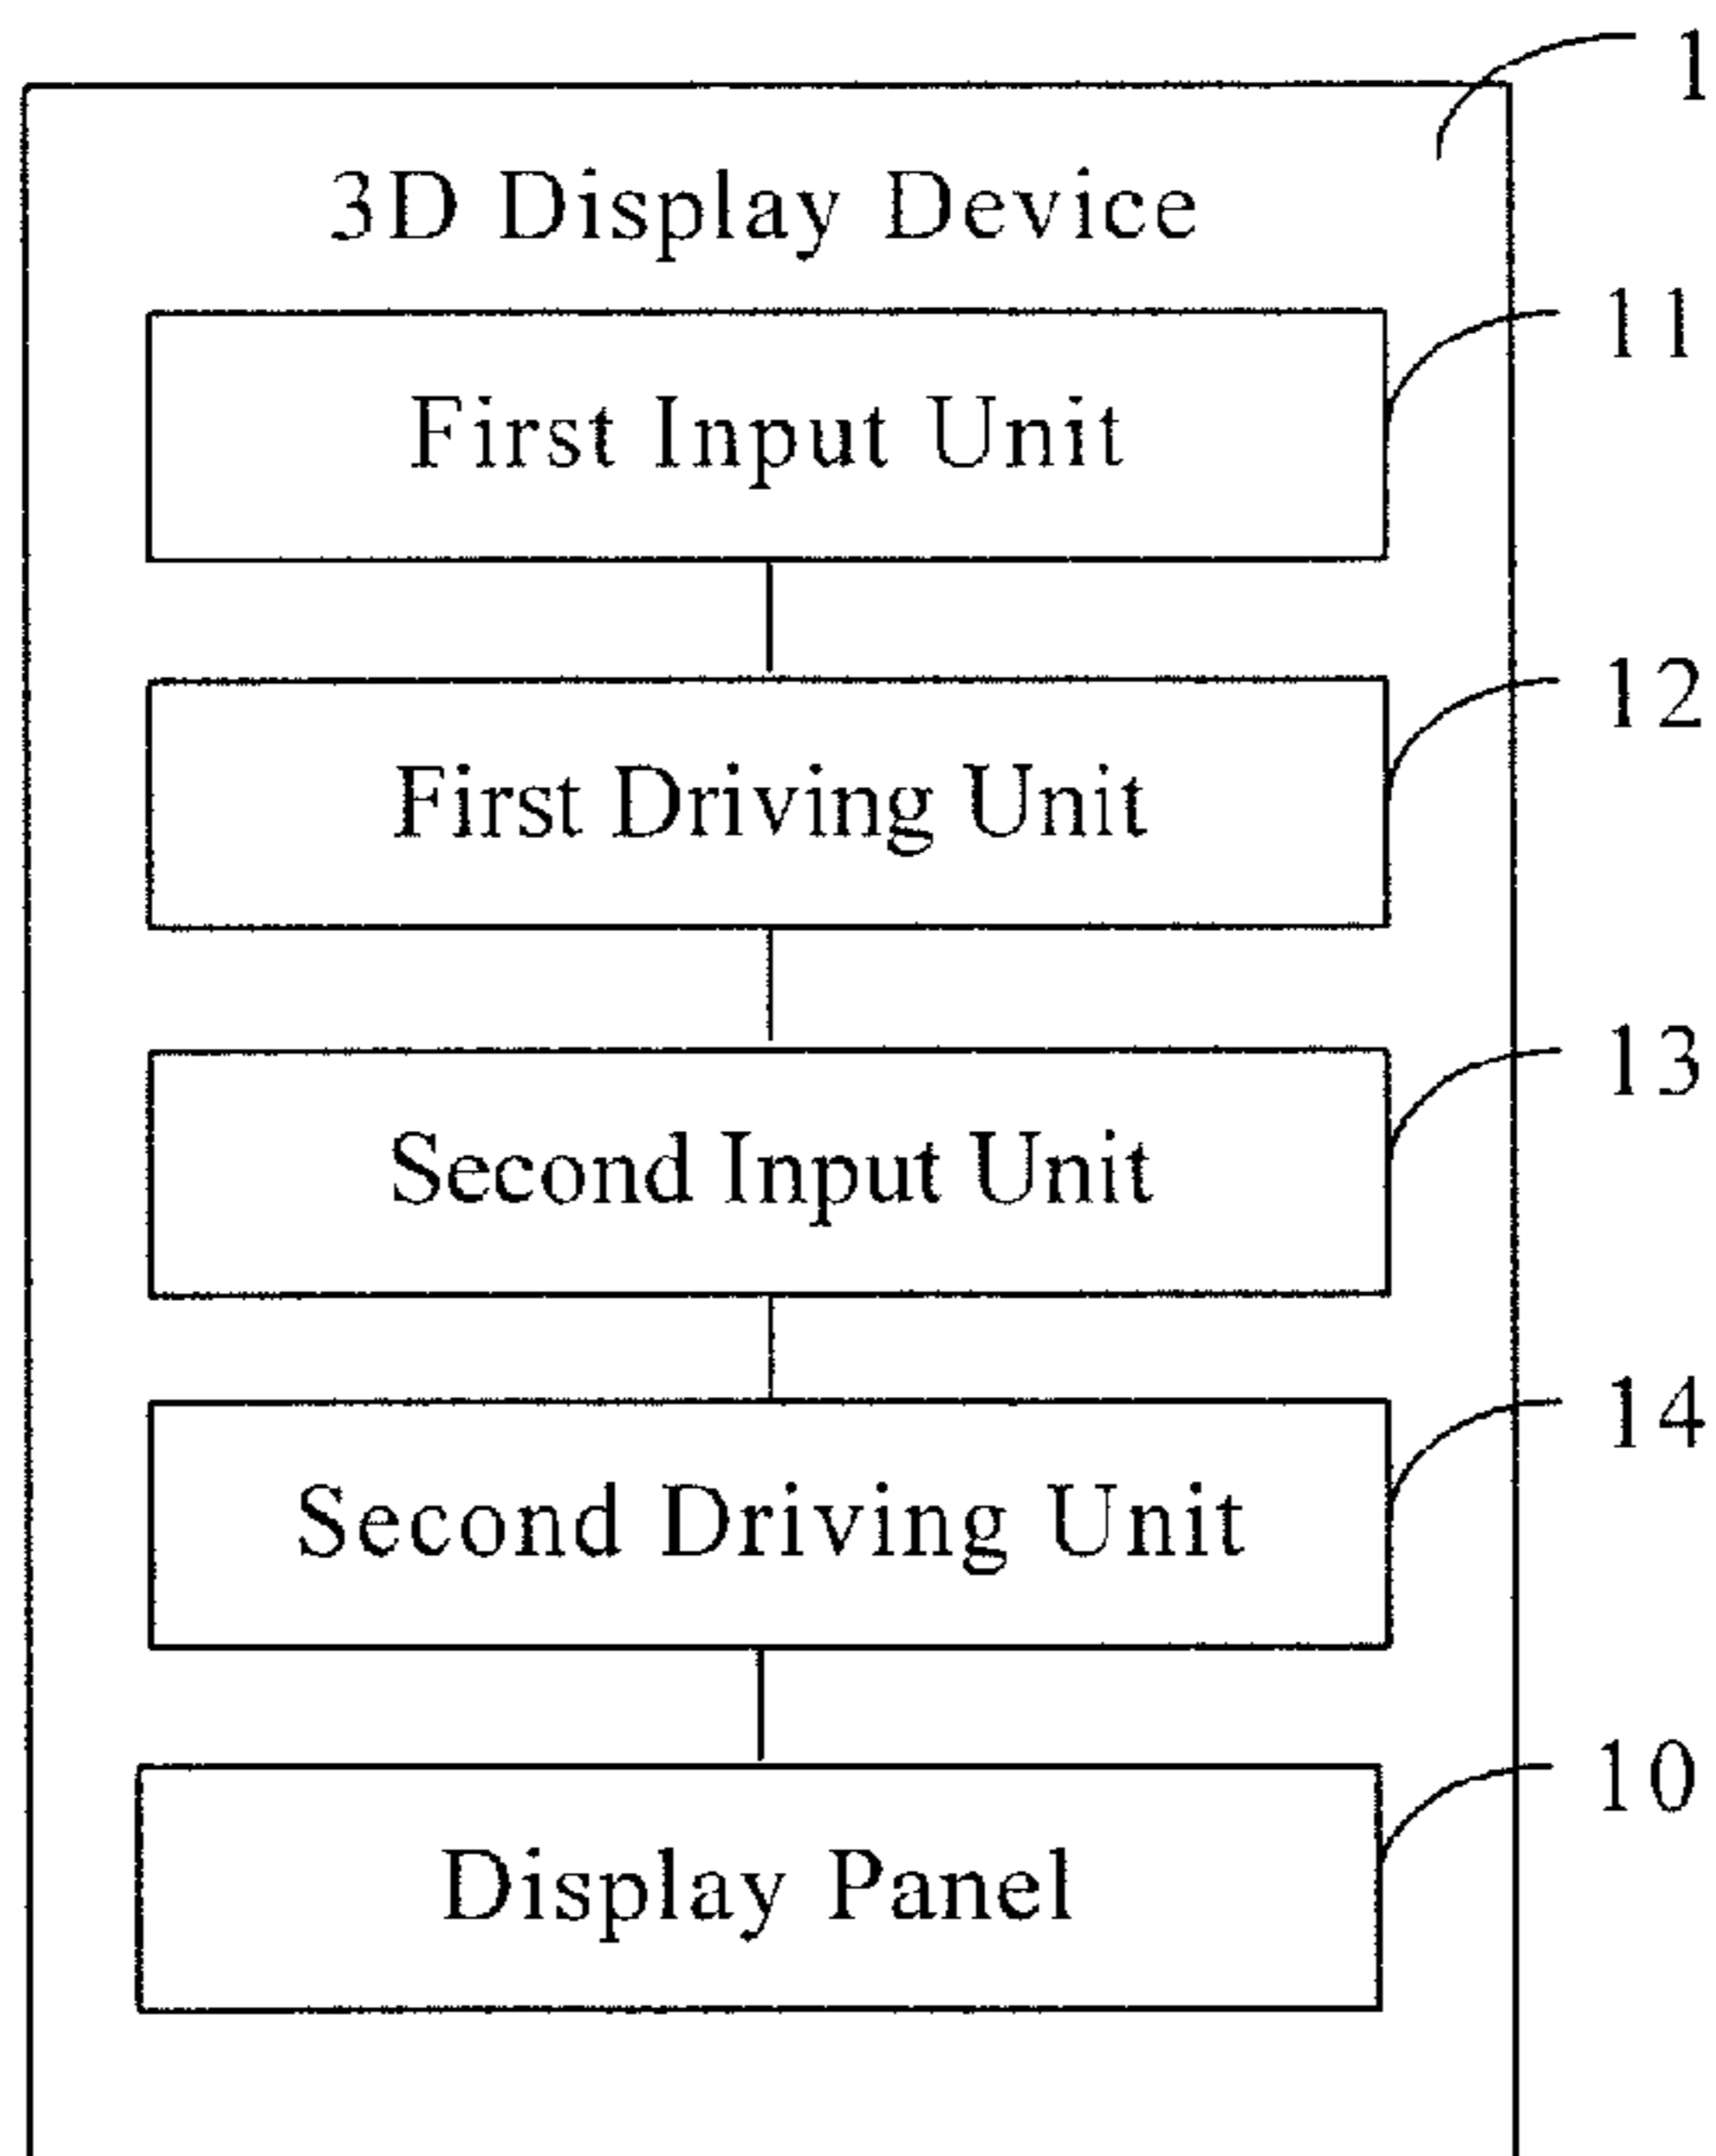 1
3D Display Device
11
First Input Unit
12
First Driving Unit
13
Second Input Unit
14
Second Driving Unit
10
Display Panel